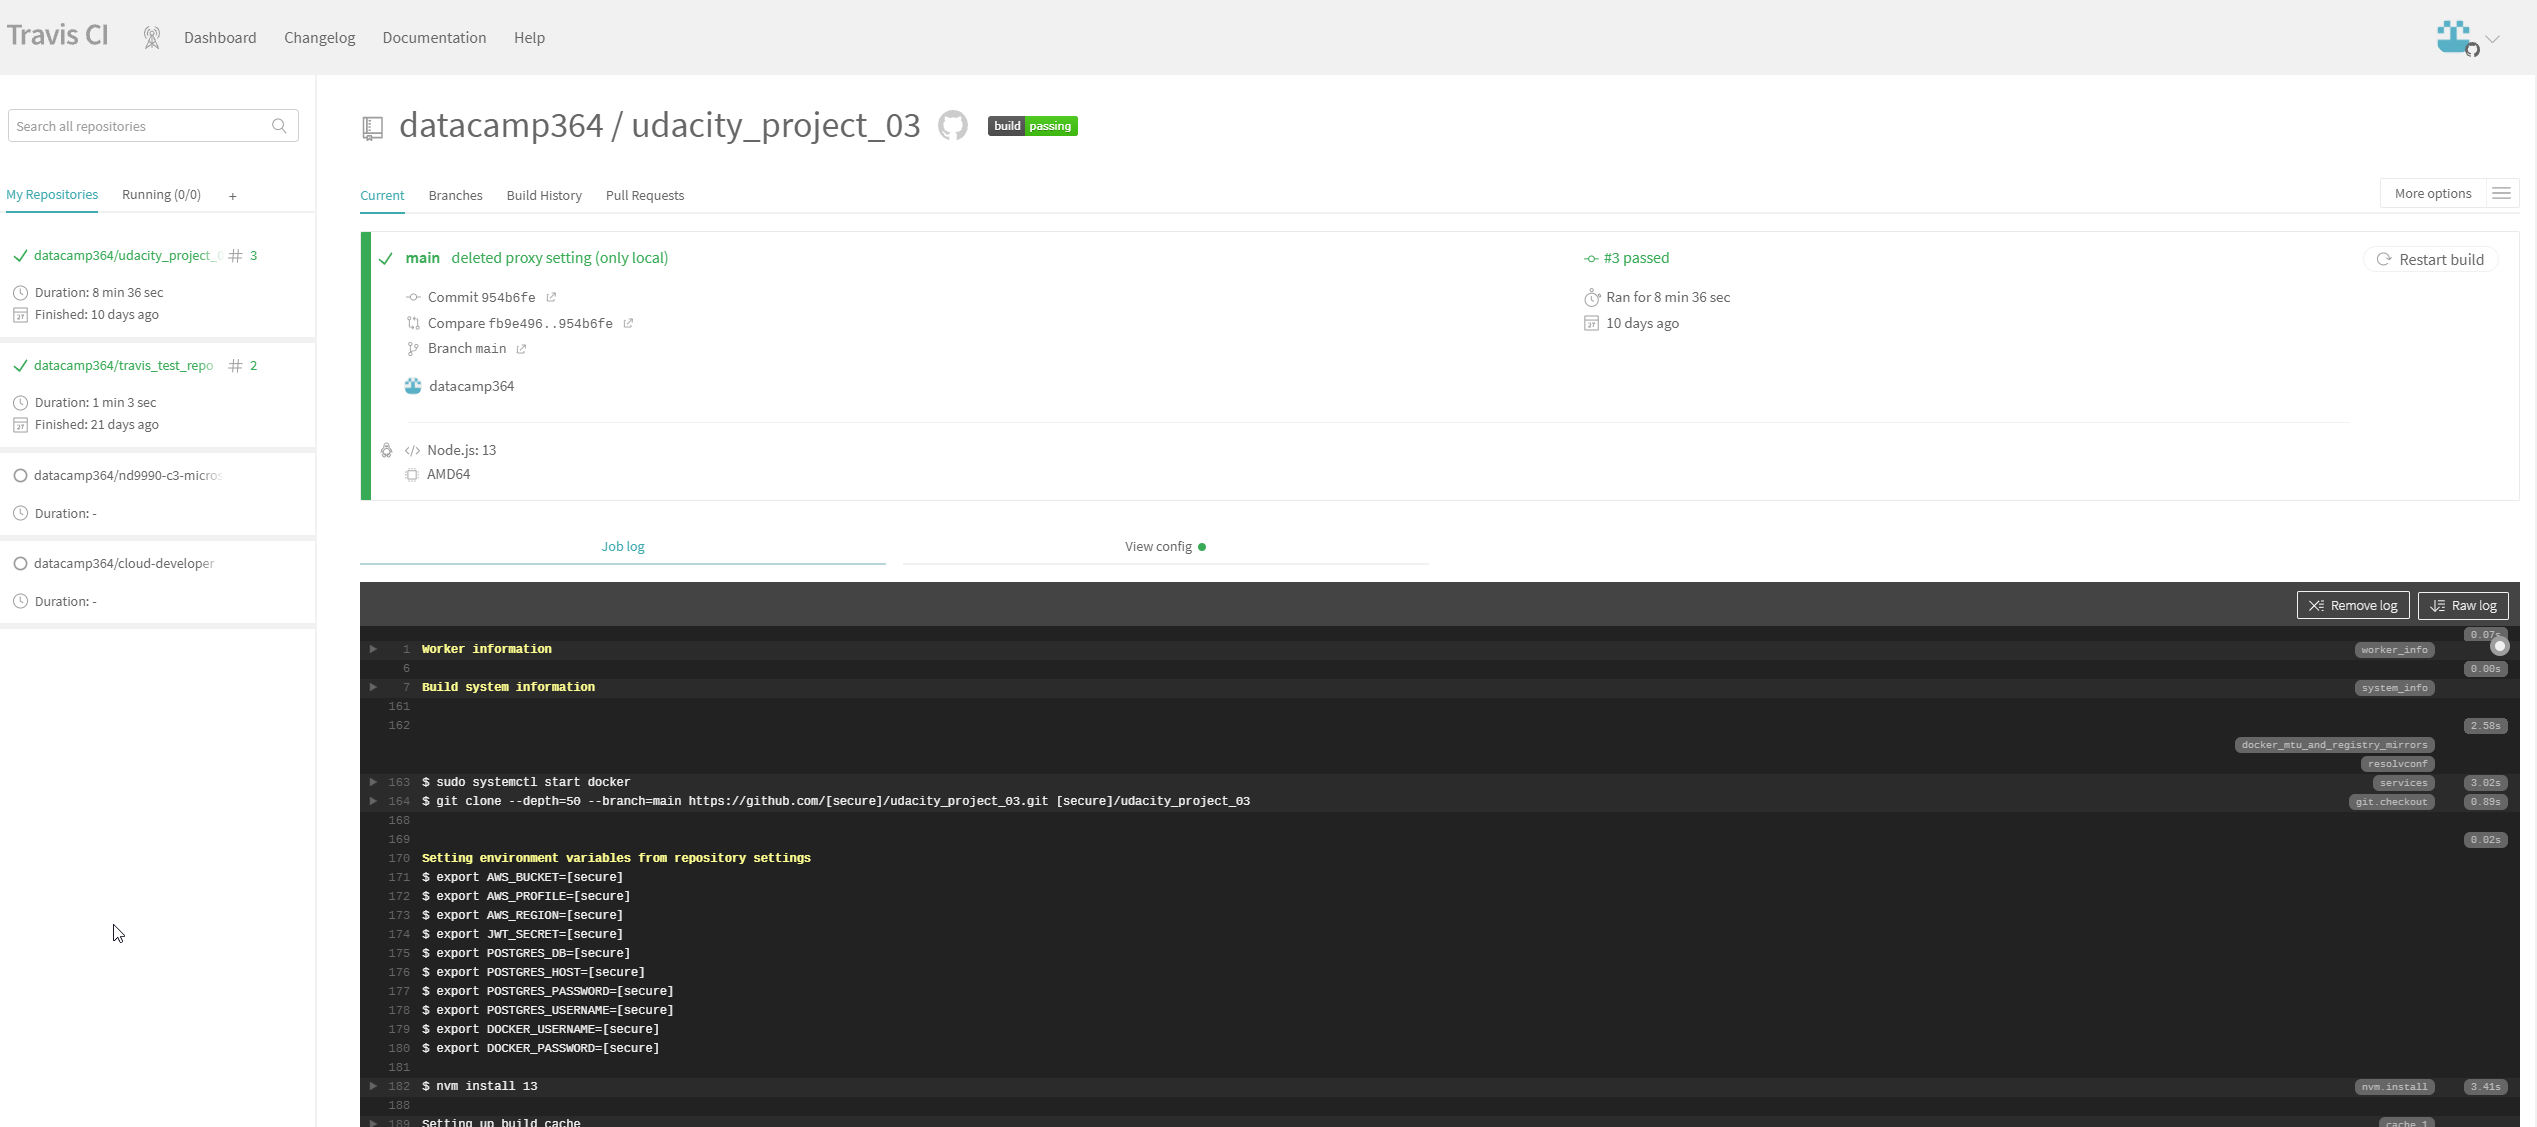 Travis CI
Dashboard
Changelog
Documentation
Help
Search all repositories
My Repositories
Running (0/0)
+
datacamp364/udacity_project_
# 3
Duration: 8 min 36 sec
Finished: 10 days ago
datacamp364/travis_test_repo
# 2
Duration: 1 min 3 sec
Finished: 21 days ago
datacamp364/nd9990-c3-micros
Duration: -
datacamp364/cloud-developer
Duration: -
datacamp364 / udacity_project_03
build passing
Current
Branches
Build History
Pull Requests
More options
main deleted proxy setting (only local)
Commit 954b6fe
Compare fb9e496..954b6fe
Branch main
datacamp364
#3 passed
Ran for 8 min 36 sec
10 days ago
Restart build
Node.js: 13
AMD64
Job log
View config
Remove log
Raw log
0.07s
1 Worker information worker_info
6
0.00s
7 Build system information system_info
161
162 2.58s
docker_mtu_and_registry_mirrors
resolvconf
163 $ sudo systemctl start docker services 3.02s
164 $ git clone --depth=50 --branch=main https://github.com/[secure]/udacity_project_03.git [secure]/udacity_project_03 git.checkout 0.89s
168
169 0.02s
170 Setting environment variables from repository settings
171 $ export AWS_BUCKET=[secure]
172 $ export AWS_PROFILE=[secure]
173 $ export AWS_REGION=[secure]
174 $ export JWT_SECRET=[secure]
175 $ export POSTGRES_DB=[secure]
176 $ export POSTGRES_HOST=[secure]
177 $ export POSTGRES_PASSWORD=[secure]
178 $ export POSTGRES_USERNAME=[secure]
179 $ export DOCKER_USERNAME=[secure]
180 $ export DOCKER_PASSWORD=[secure]
181
182 $ nvm install 13 nvm.install 3.41s
188
189 Setting up build cache cache.1